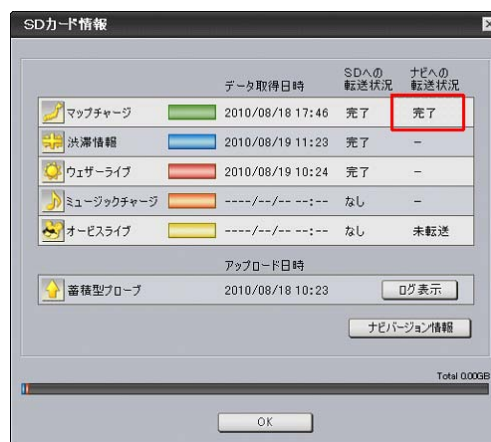 SDカード情報
データ取得日時 SDへの転送状況 ナビへの転送状況
マップチャージ 2010/08/18 17:46 完了 完了
渋滞情報 2010/08/19 11:23 完了 -
ウェザーライブ 2010/08/19 10:24 完了 -
ミュージックチャージ ----/--/-- --:-- なし -
オービスライブ ----/--/-- --:-- なし 未転送
アップロード日時
蓄積型プローブ 2010/08/18 10:23 ログ表示
ナビバージョン情報
Total 0.00GB
OK